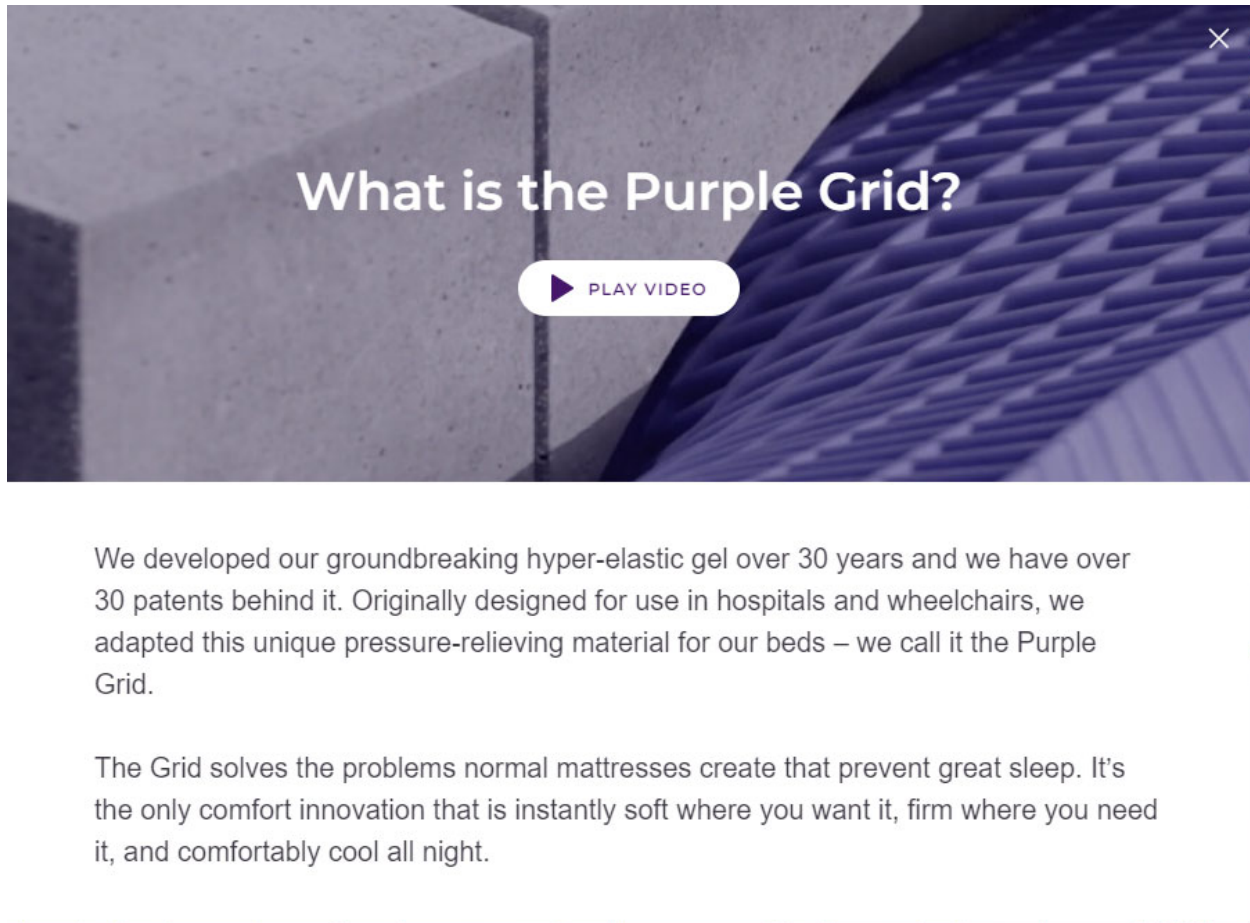 What is the Purple Grid?
PLAY VIDEO
We developed our groundbreaking hyper-elastic gel over 30 years and we have over
30 patents behind it. Originally designed for use in hospitals and wheelchairs, we
adapted this unique pressure-relieving material for our beds – we call it the Purple
Grid.
The Grid solves the problems normal mattresses create that prevent great sleep. It’s
the only comfort innovation that is instantly soft where you want it, firm where you need
it, and comfortably cool all night.